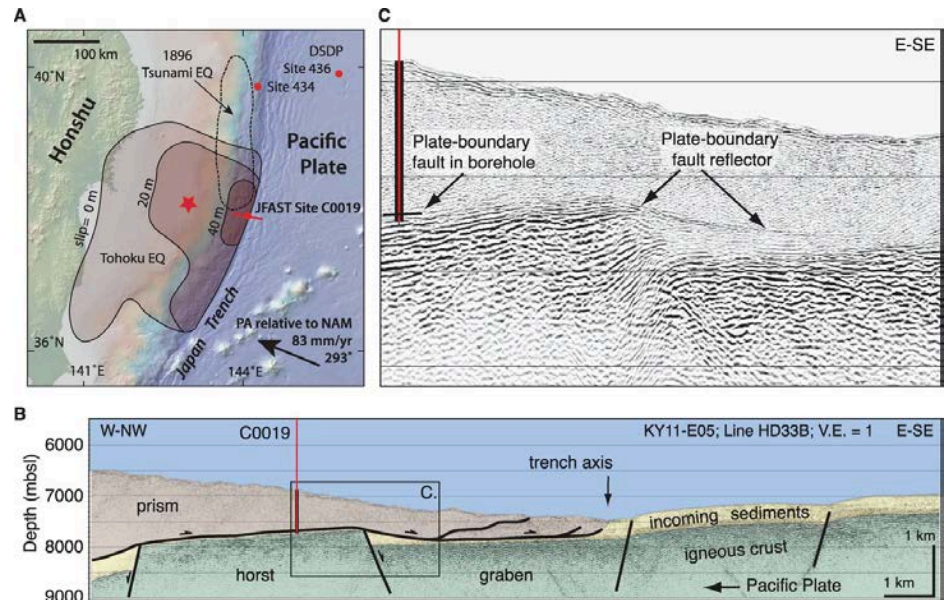 A
100 km
1896
Tsunami EQ
DSDP
Site 436
Site 434
40˚N
Honshu
Pacific
Plate
20 m
slip= 0 m
40 m
JFAST Site C0019
Tohoku EQ
Japan Trench
PA relative to NAM
83 mm/yr
293˚
36˚N
141˚E
144˚E
C
E-SE
Plate-boundary
fault in borehole
Plate-boundary
fault reflector
B
W-NW
C0019
KY11-E05; Line HD33B; V.E. = 1
E-SE
Depth (mbsl)
6000
7000
8000
9000
trench axis
C.
prism
incoming sediments
igneous crust
horst
graben
Pacific Plate
1 km
1 km